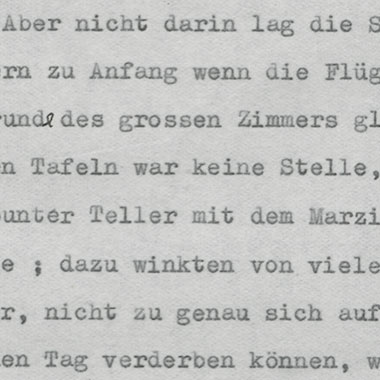 Aber nicht darin lag die S
rn zu Anfang wenn die Flüg
runde des grossen Zimmers gl
n Tafeln war keine Stelle,
unter Teller mit dem Marzi
e ; dazu winkten von viele
r, nicht zu genau sich auf
en Tag verderben können, w